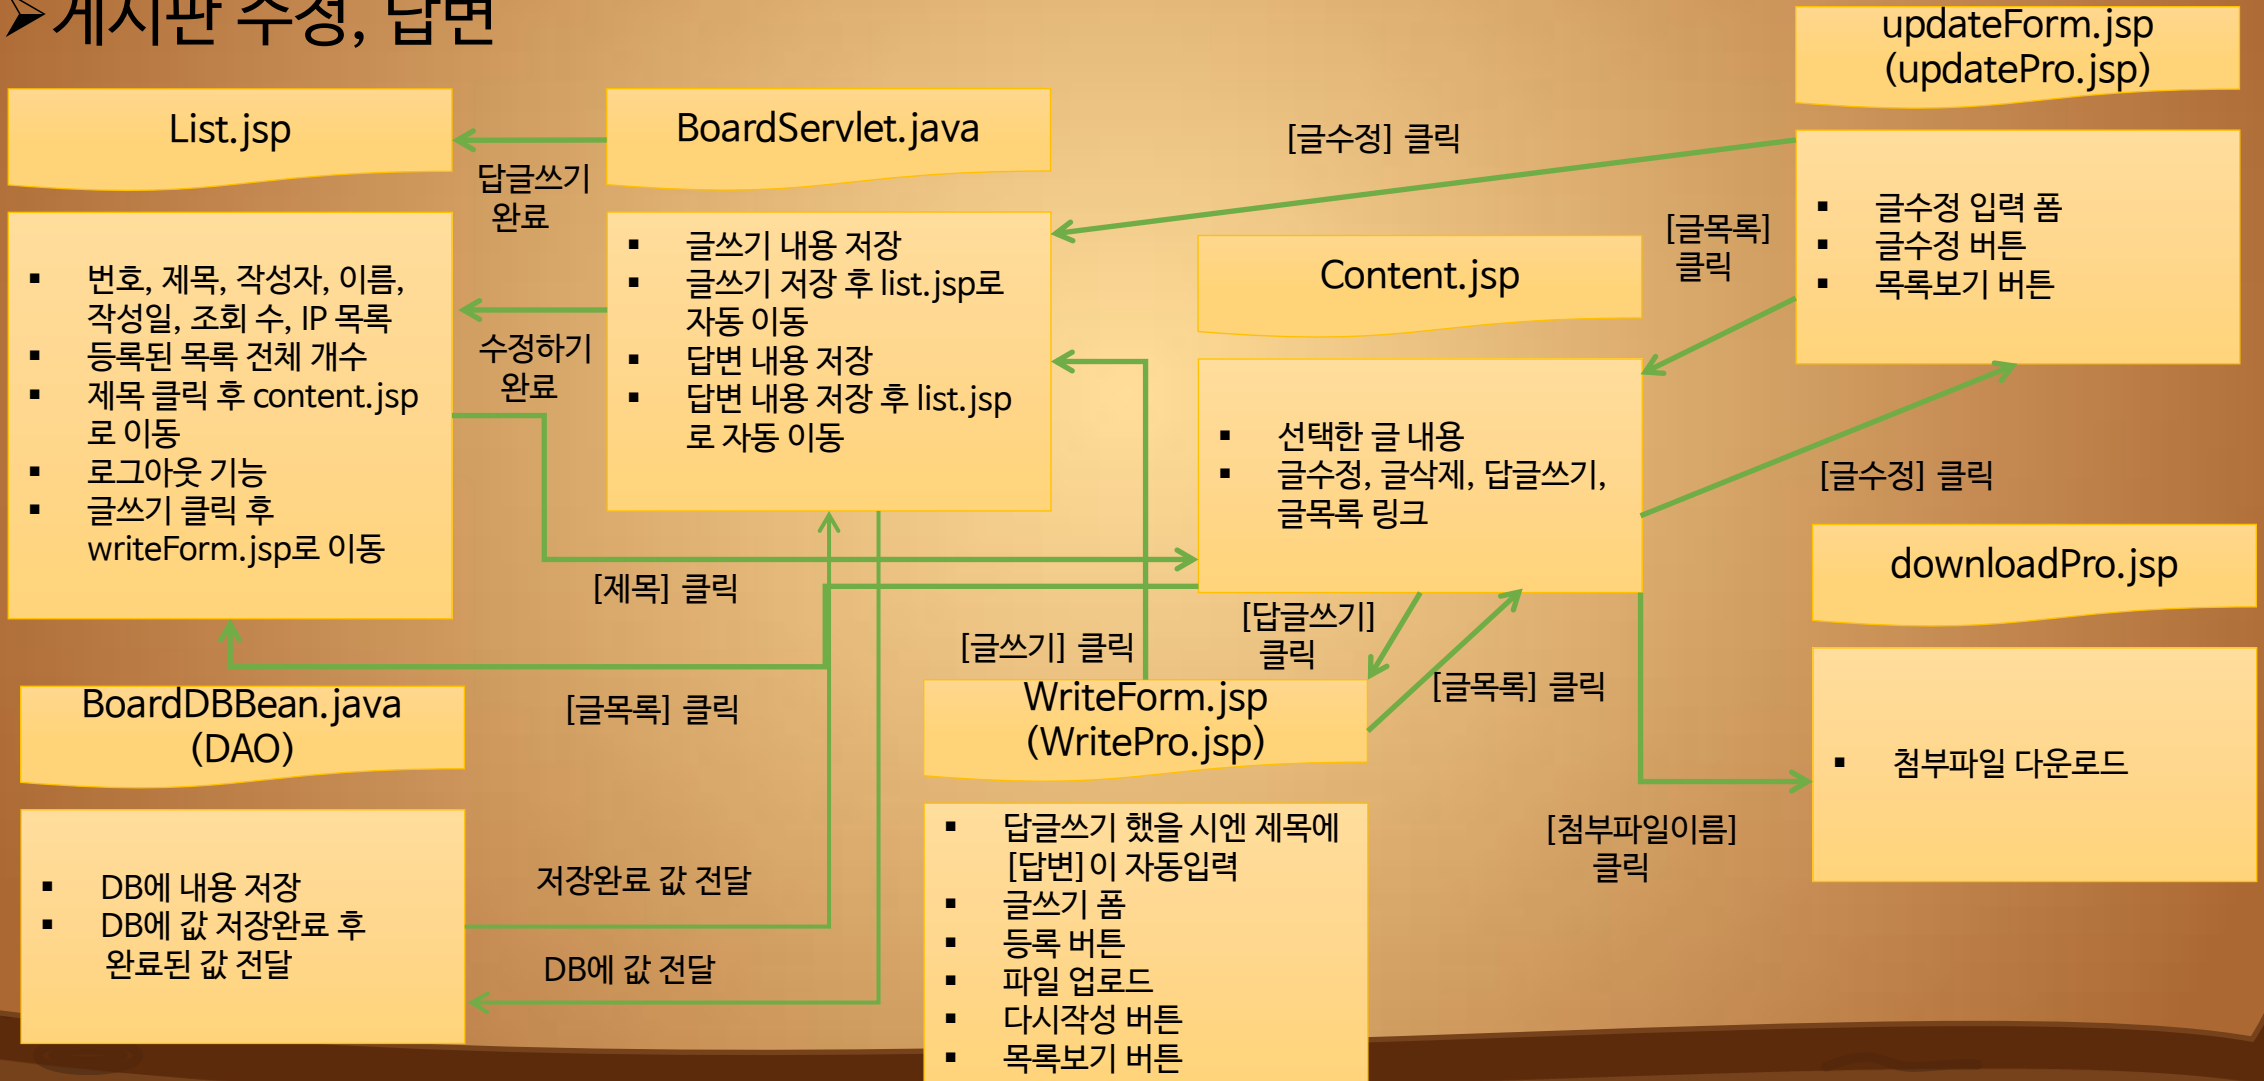 ➢게시판 수정, 답변
updateForm.jsp
(updatePro.jsp)
List.jsp
BoardServlet.java
[글수정] 클릭
답글쓰기
완료
▪ 글수정 입력 폼
▪ 글수정 버튼
▪ 목록보기 버튼
[글목록]
클릭
▪ 글쓰기 내용 저장
▪ 글쓰기 저장 후 list.jsp로
자동 이동
▪ 답변 내용 저장
▪ 답변 내용 저장 후 list.jsp
로 자동 이동
Content.jsp
▪ 번호, 제목, 작성자, 이름,
작성일, 조회 수, IP 목록
▪ 등록된 목록 전체 개수
▪ 제목 클릭 후 content.jsp
로 이동
▪ 로그아웃 기능
▪ 글쓰기 클릭 후
writeForm.jsp로 이동
수정하기
완료
▪ 선택한 글 내용
▪ 글수정, 글삭제, 답글쓰기,
글목록 링크
[글수정] 클릭
downloadPro.jsp
[제목] 클릭
[답글쓰기]
클릭
[글쓰기] 클릭
[글목록] 클릭
[글목록] 클릭
BoardDBBean.java
(DAO)
WriteForm.jsp
(WritePro.jsp)
▪ 첨부파일 다운로드
[첨부파일이름]
클릭
▪ DB에 내용 저장
▪ DB에 값 저장완료 후
완료된 값 전달
저장완료 값 전달
DB에 값 전달
▪ 답글쓰기 했을 시엔 제목에
[답변]이 자동입력
▪ 글쓰기 폼
▪ 등록 버튼
▪ 파일 업로드
▪ 다시작성 버튼
▪ 목록보기 버튼